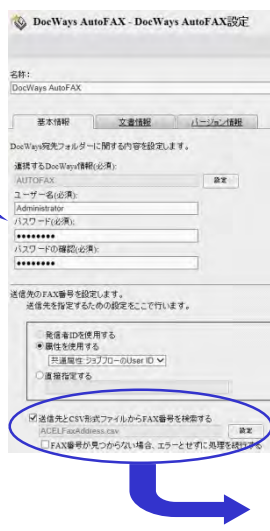 DocWays AutoFAX - DocWays AutoFAX設定
名称：
DocWays AutoFAX
基本情報 文書情報 バージョン情報
DocWays宛先フォルダーに関する内容を設定します。
連携するDocWays情報(必須):
AUTOFAX 設定
ユーザー名(必須):
Administrator
パスワード(必須):
••••••••
パスワードの確認(必須):
••••••••
送信先のFAX番号を設定します。
送信先を指定するための設定をここで行います。
発信者IDを使用する
属性を使用する
共通属性:ジョブフローのUser ID
直接指定する
送信先とCSV形式ファイルからFAX番号を検索する
ACELFaxAddress.csv 設定
FAX番号が見つからない場合、エラーとせずに処理を続行する